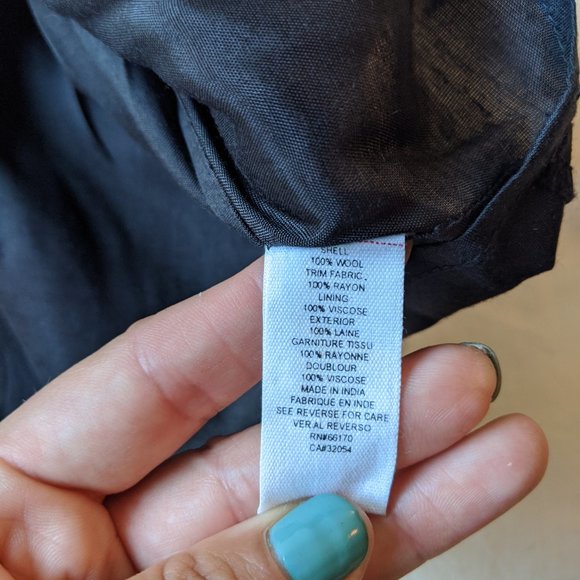 SHELL
100% WOOL
TRIM FABRIC
100% RAYON
LINING
100% VISCOSE
EXTERIOR
100% LAINE
GARNITURE TISSU
100% RAYONNE
DOUBLOUR
100% VISCOSE
MADE IN INDIA
FABRIQUÉ EN INDE
SEE REVERSE FOR CARE
VER AL REVERSO
RN#66170
CA#32054